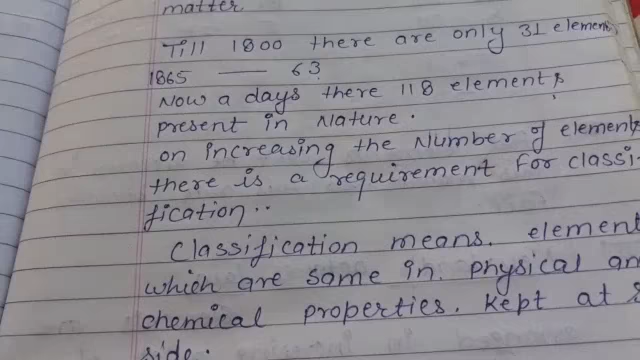 matter
Till 1800 there are only 31 element
1865 — 63
Now a days there 118 elements
present in Nature.
on increasing the Number of elements
there is a requirement for classi-
fication..
Classification means. element
which are same in. physical an
chemical properties. Kept at s
side.